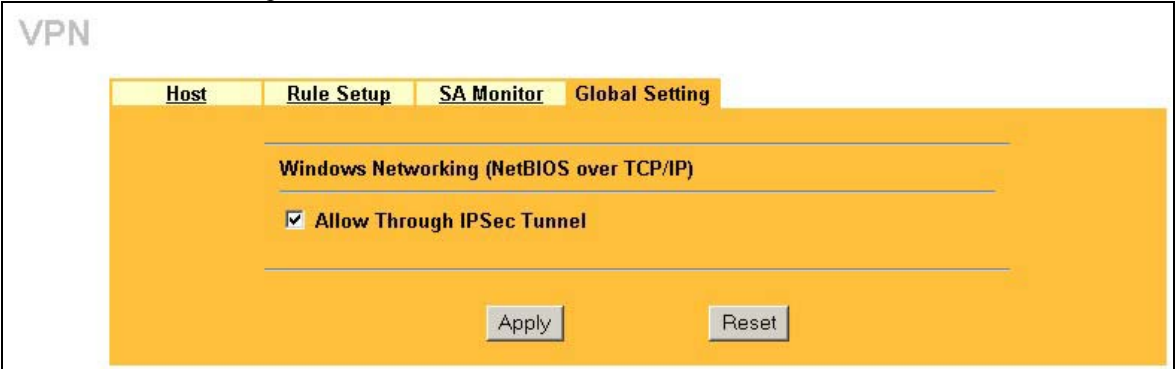 VPN
Host Rule Setup SA Monitor Global Setting
Windows Networking (NetBIOS over TCP/IP)
Allow Through IPSec Tunnel
Apply Reset